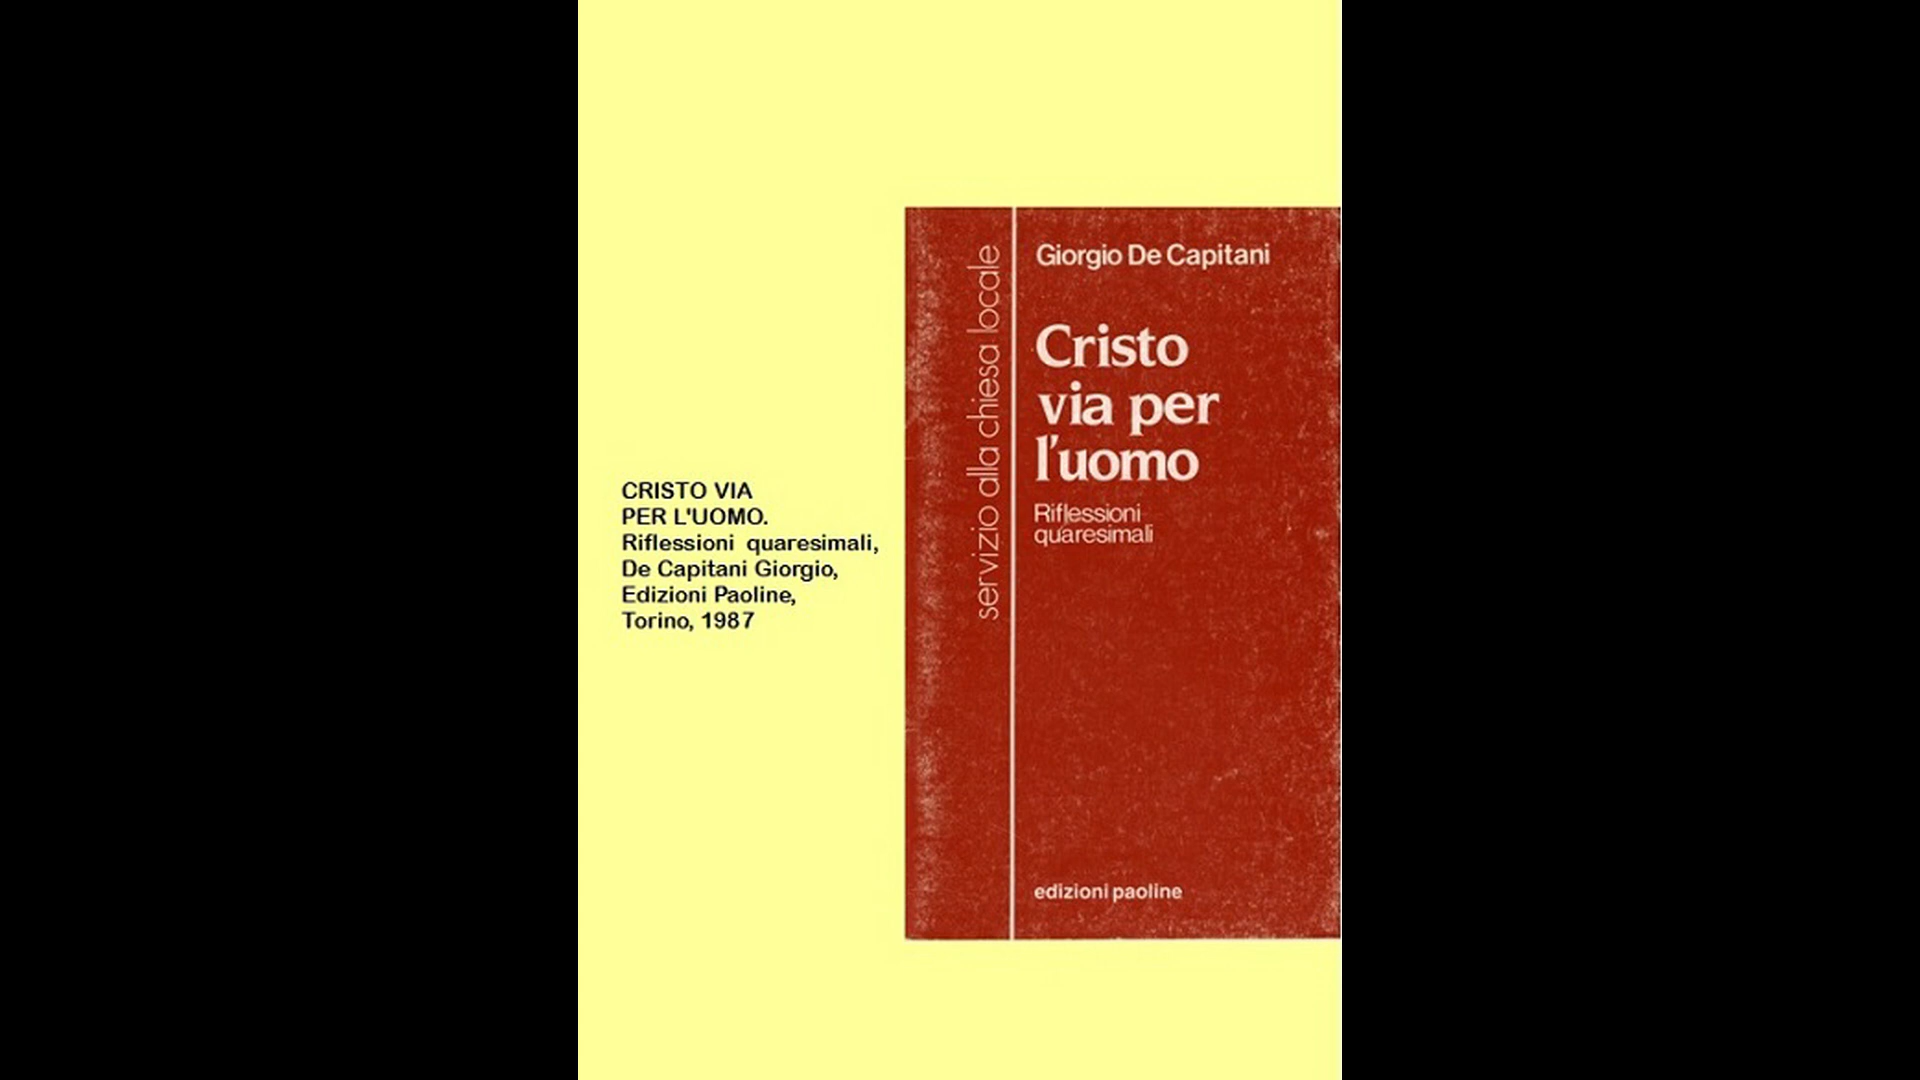 CRISTO VIA
PER L'UOMO.
Riflessioni quaresimali,
De Capitani Giorgio,
Edizioni Paoline,
Torino, 1987
servizio alla chiesa locale
Giorgio De Capitani
Cristo
via per
l'uomo
Riflessioni
quaresimali
edizioni paoline